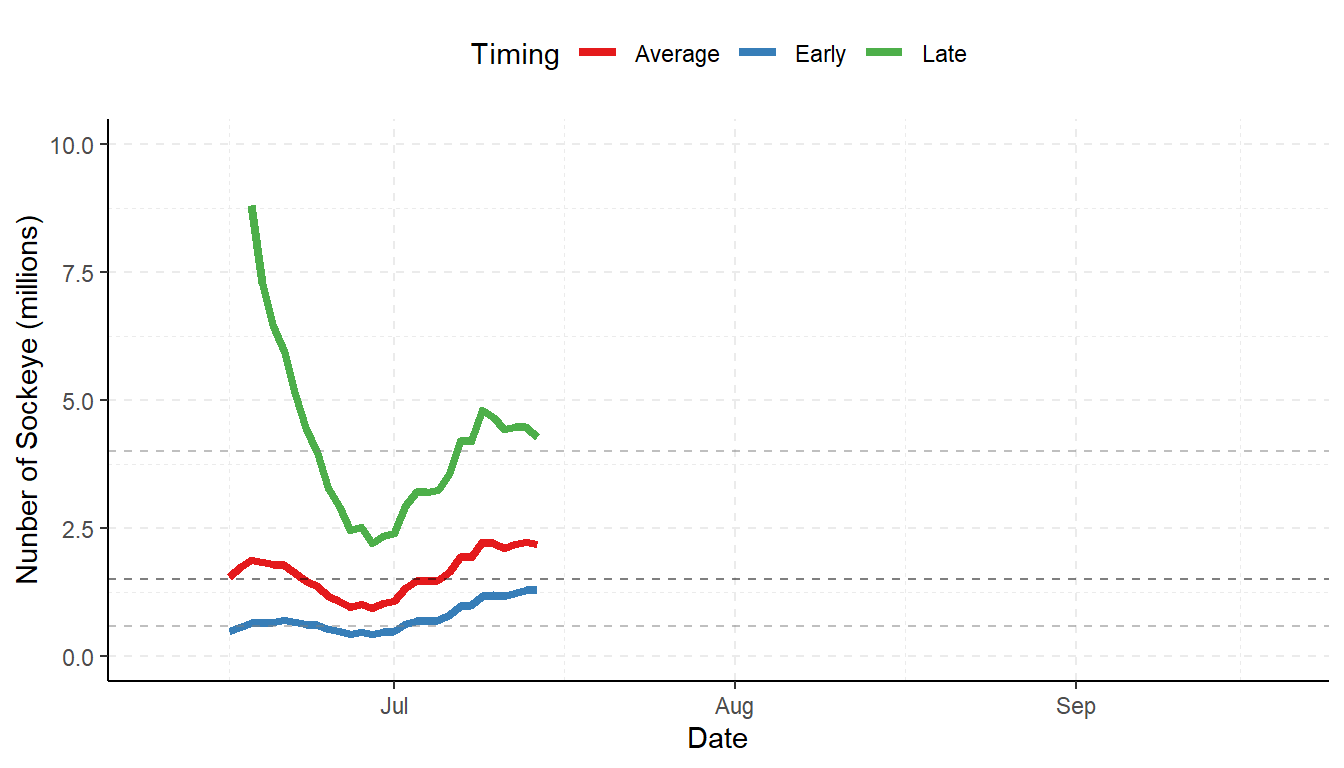 Timing Average Early Late
10.0
7.5
5.0
2.5
0.0
Nunber of Sockeye (millions)
Jul Aug Sep
Date